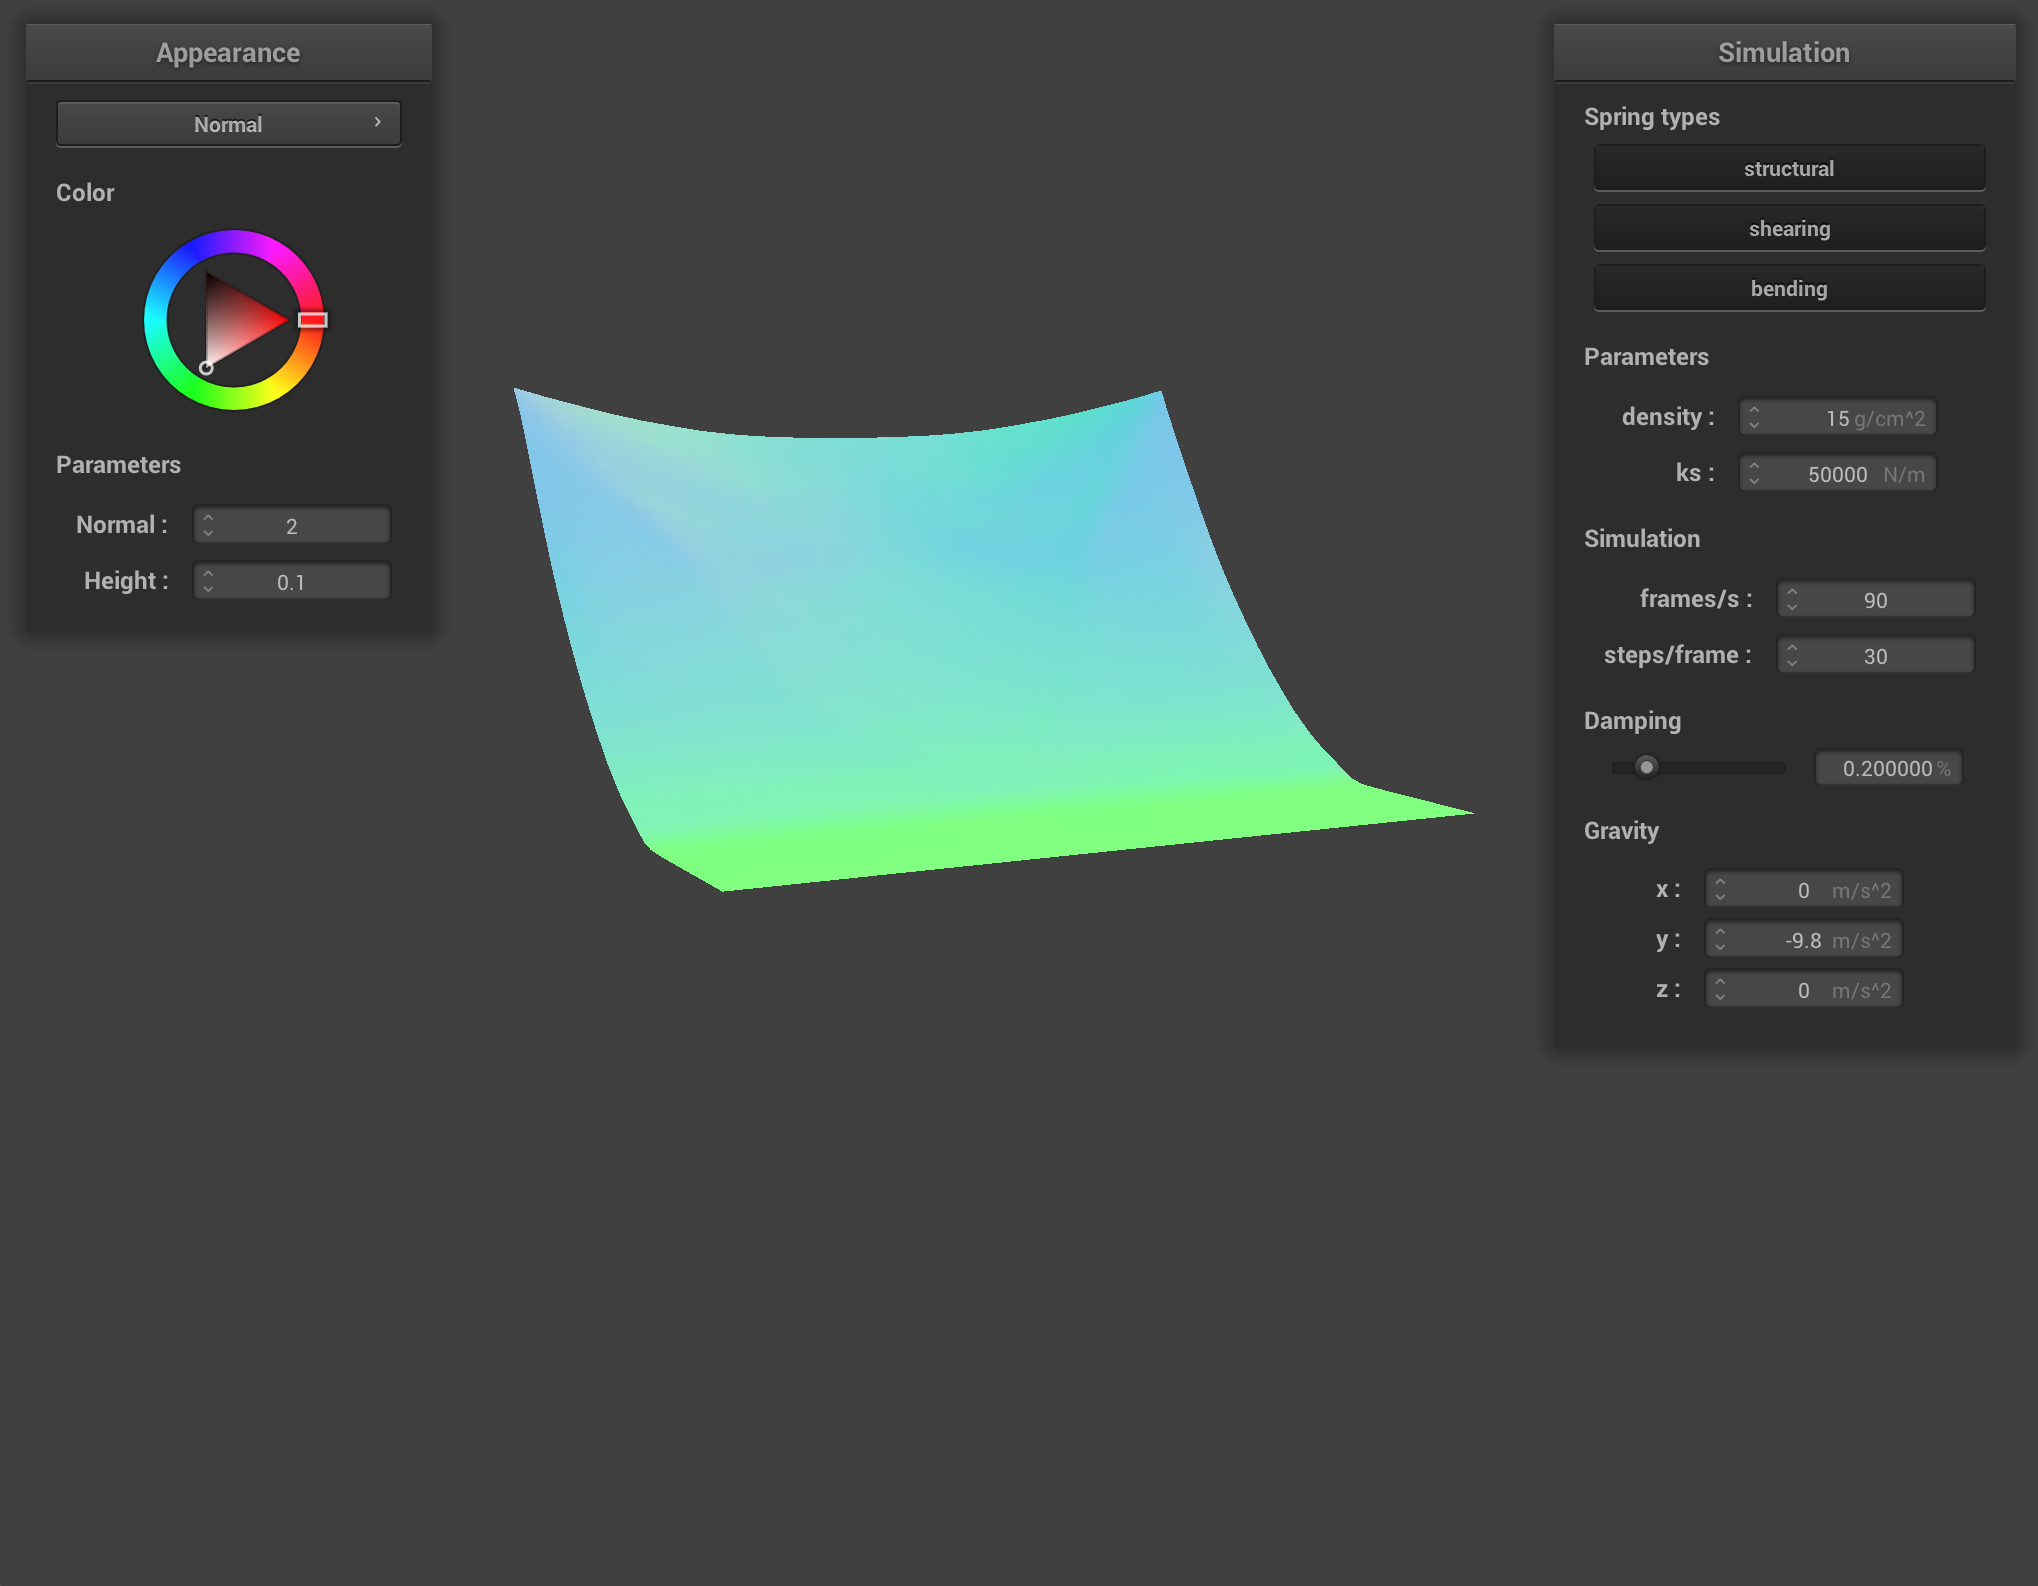 Appearance
Normal
Color
Parameters
Normal : 2
Height : 0.1
Simulation
Spring types
structural
shearing
bending
Parameters
density : 15 g/cm^2
ks : 50000 N/m
Simulation
frames/s : 90
steps/frame : 30
Damping
0.200000 %
Gravity
x : 0 m/s^2
y : -9.8 m/s^2
z : 0 m/s^2